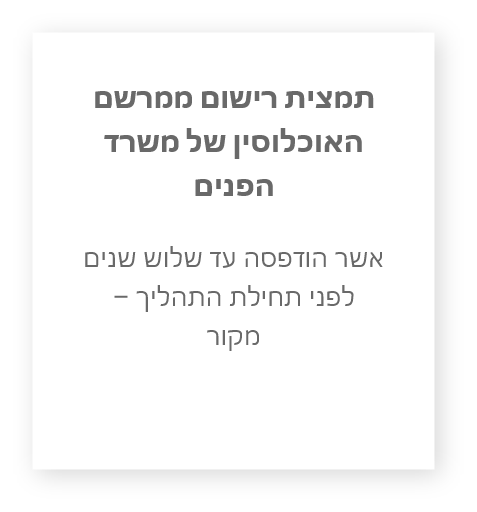 תמצית רישום ממרשם
האוכלוסין של משרד
הפנים
אשר הודפסה עד שלוש שנים
לפני תחילת התהליך –
מקור